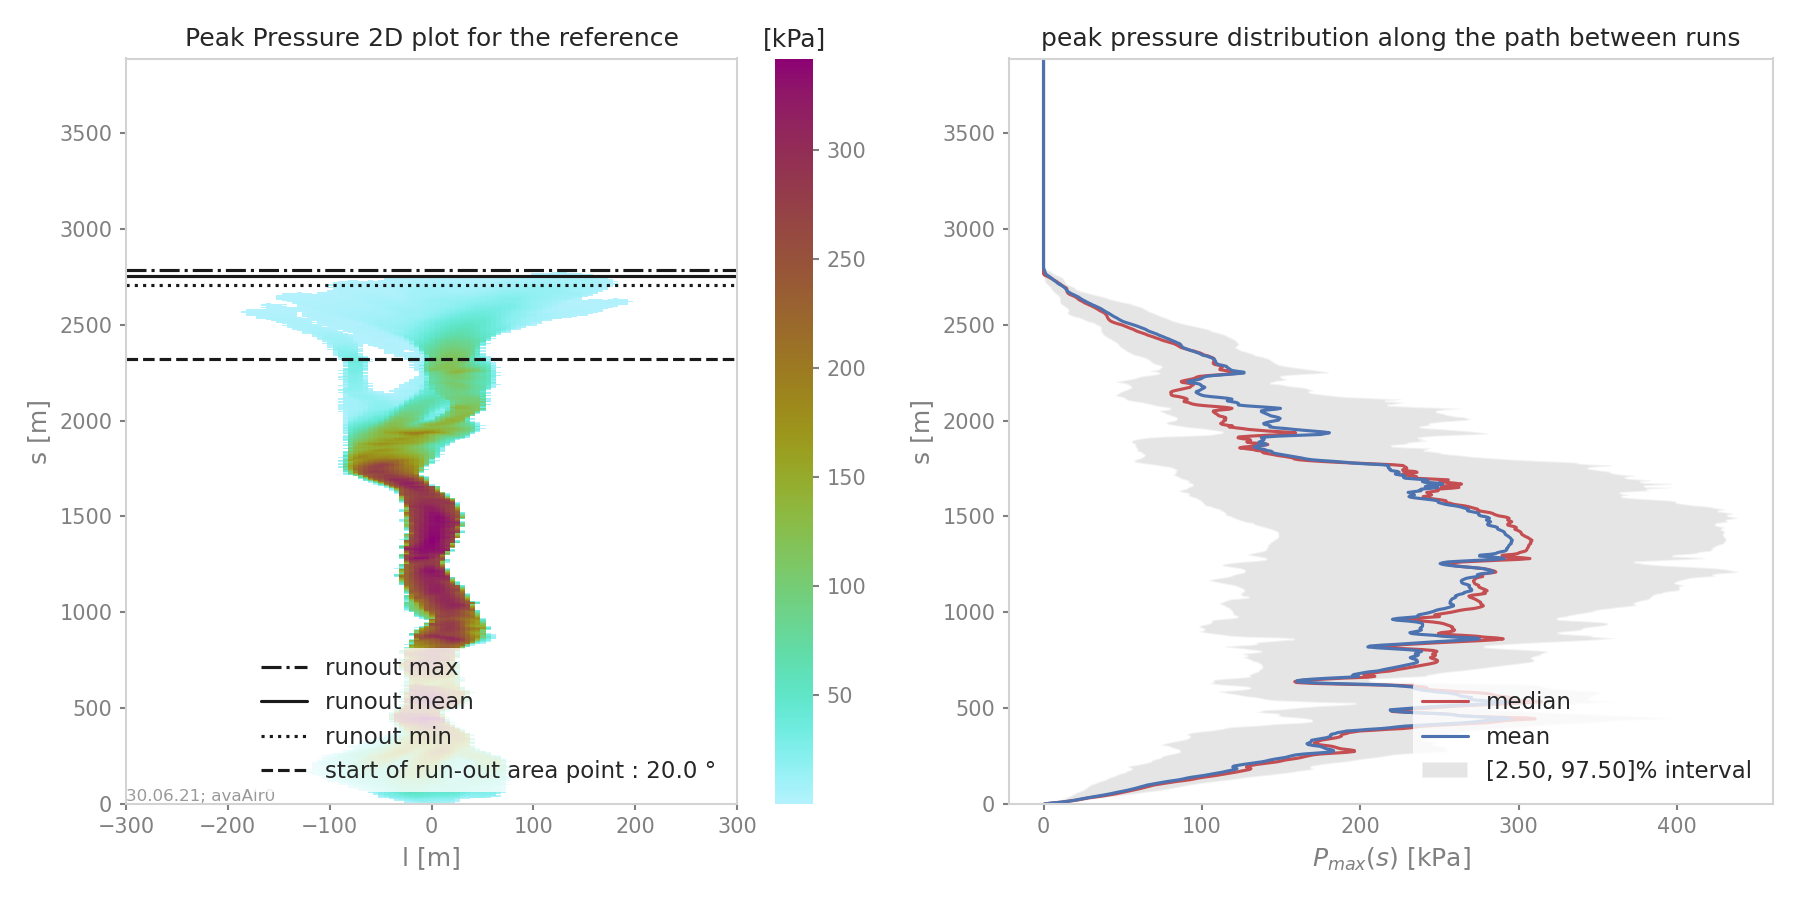 Peak Pressure 2D plot for the reference
[kPa]
s [m]
3500
3000
2500
2000
1500
1000
500
0
300
250
200
150
100
50
runout max
runout mean
runout min
start of run-out area point : 20.0 °
30.06.21; avaAir0
−300
−200
−100
0
100
200
300
l [m]
peak pressure distribution along the path between runs
s [m]
3500
3000
2500
2000
1500
1000
500
0
median
mean
[2.50, 97.50]% interval
0
100
200
300
400
Pmax(s) [kPa]